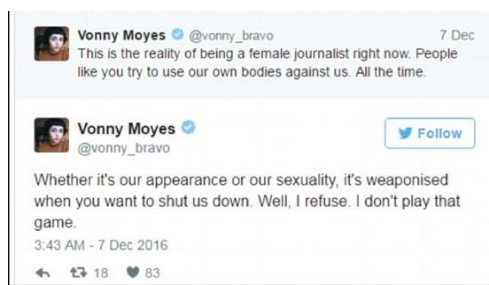 Vonny Moyes @vonny_bravo 7 Dec
This is the reality of being a female journalist right now. People
like you try to use our own bodies against us. All the time.
Vonny Moyes
@vonny_bravo
Follow
Whether it's our appearance or our sexuality, it's weaponised
when you want to shut us down. Well, I refuse. I don't play that
game.
3:43 AM - 7 Dec 2016
18 83